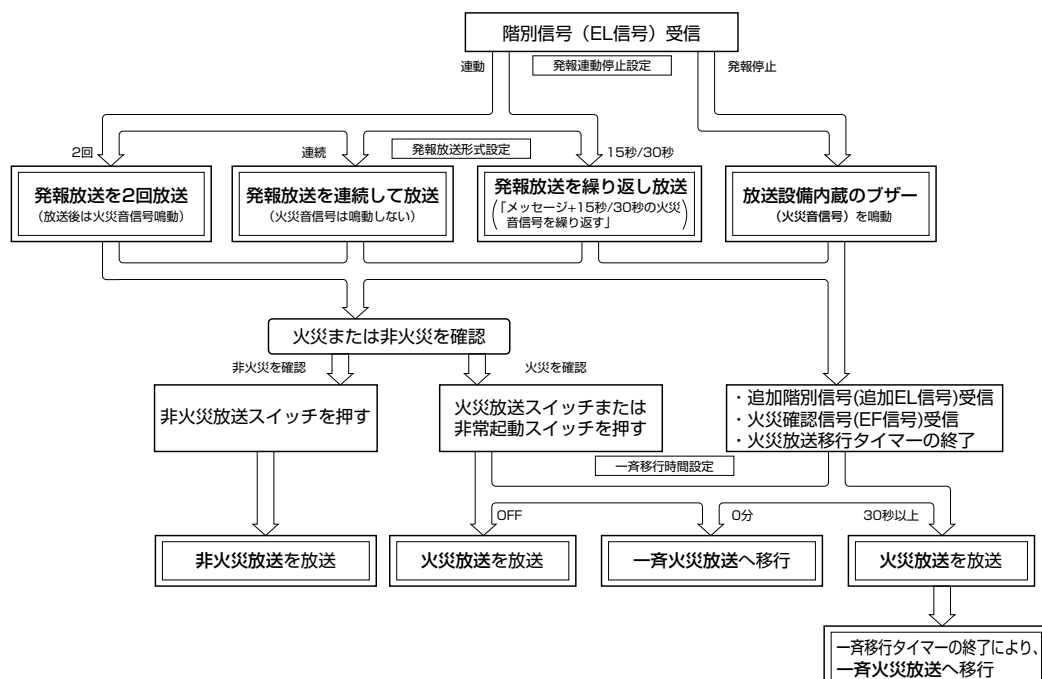 階別信号（EL信号）受信
連動
発報連動停止設定
発報停止
2回
連続
発報放送形式設定
15秒/30秒
発報放送を2回放送
（放送後は火災音信号鳴動）
発報放送を連続して放送
（火災音信号は鳴動しない）
発報放送を繰り返し放送
（「メッセージ+15秒/30秒の火災
音信号を繰り返す」）
放送設備内蔵のブザー
（火災音信号）を鳴動
火災または非火災を確認
非火災を確認
火災を確認
非火災放送スイッチを押す
火災放送スイッチまたは
非常起動スイッチを押す
・追加階別信号(追加EL信号)受信
・火災確認信号(EF信号)受信
・火災放送移行タイマーの終了
一斉移行時間設定
OFF
0分
30秒以上
非火災放送を放送
火災放送を放送
一斉火災放送へ移行
火災放送を放送
一斉移行タイマーの終了により、
一斉火災放送へ移行